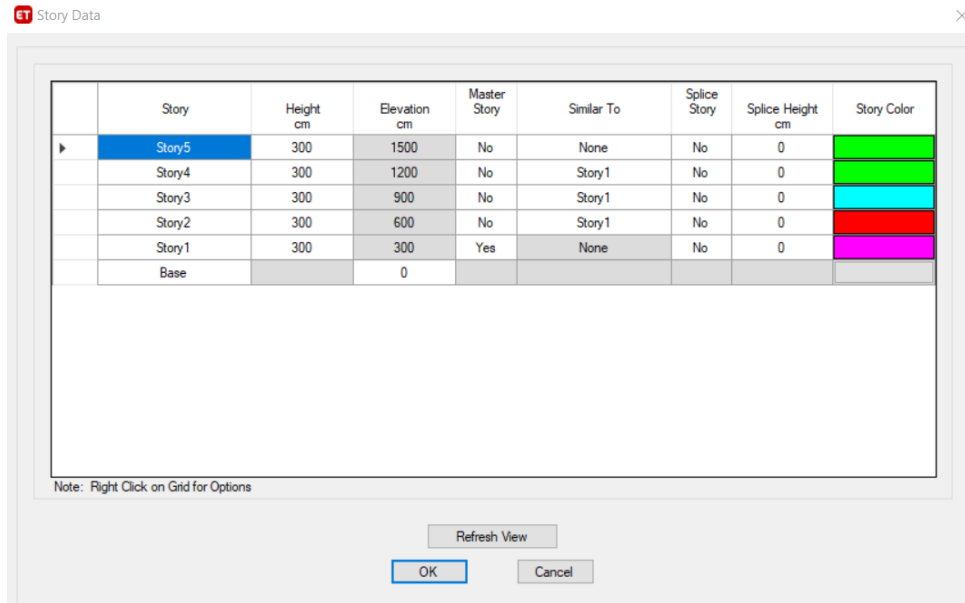 ET Story Data
Story Height cm Elevation cm Master Story Similar To Splice Story Splice Height cm Story Color
Story5 300 1500 No None No 0
Story4 300 1200 No Story1 No 0
Story3 300 900 No Story1 No 0
Story2 300 600 No Story1 No 0
Story1 300 300 Yes None No 0
Base 0
Note: Right Click on Grid for Options
Refresh View
OK Cancel